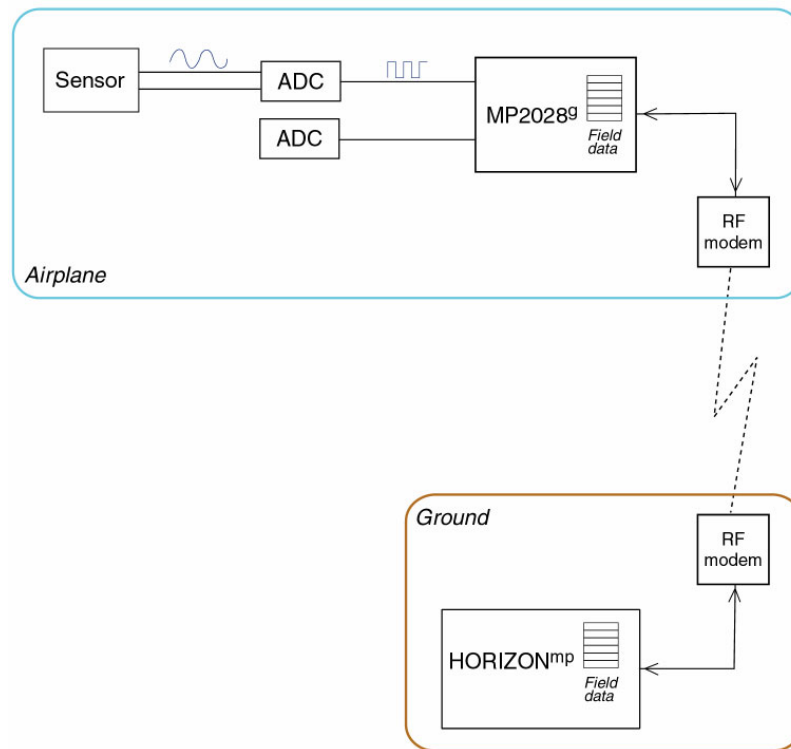 Sensor
ADC
ADC
MP2028g
Field
data
RF
modem
Airplane
Ground
RF
modem
HORIZONmp
Field
data